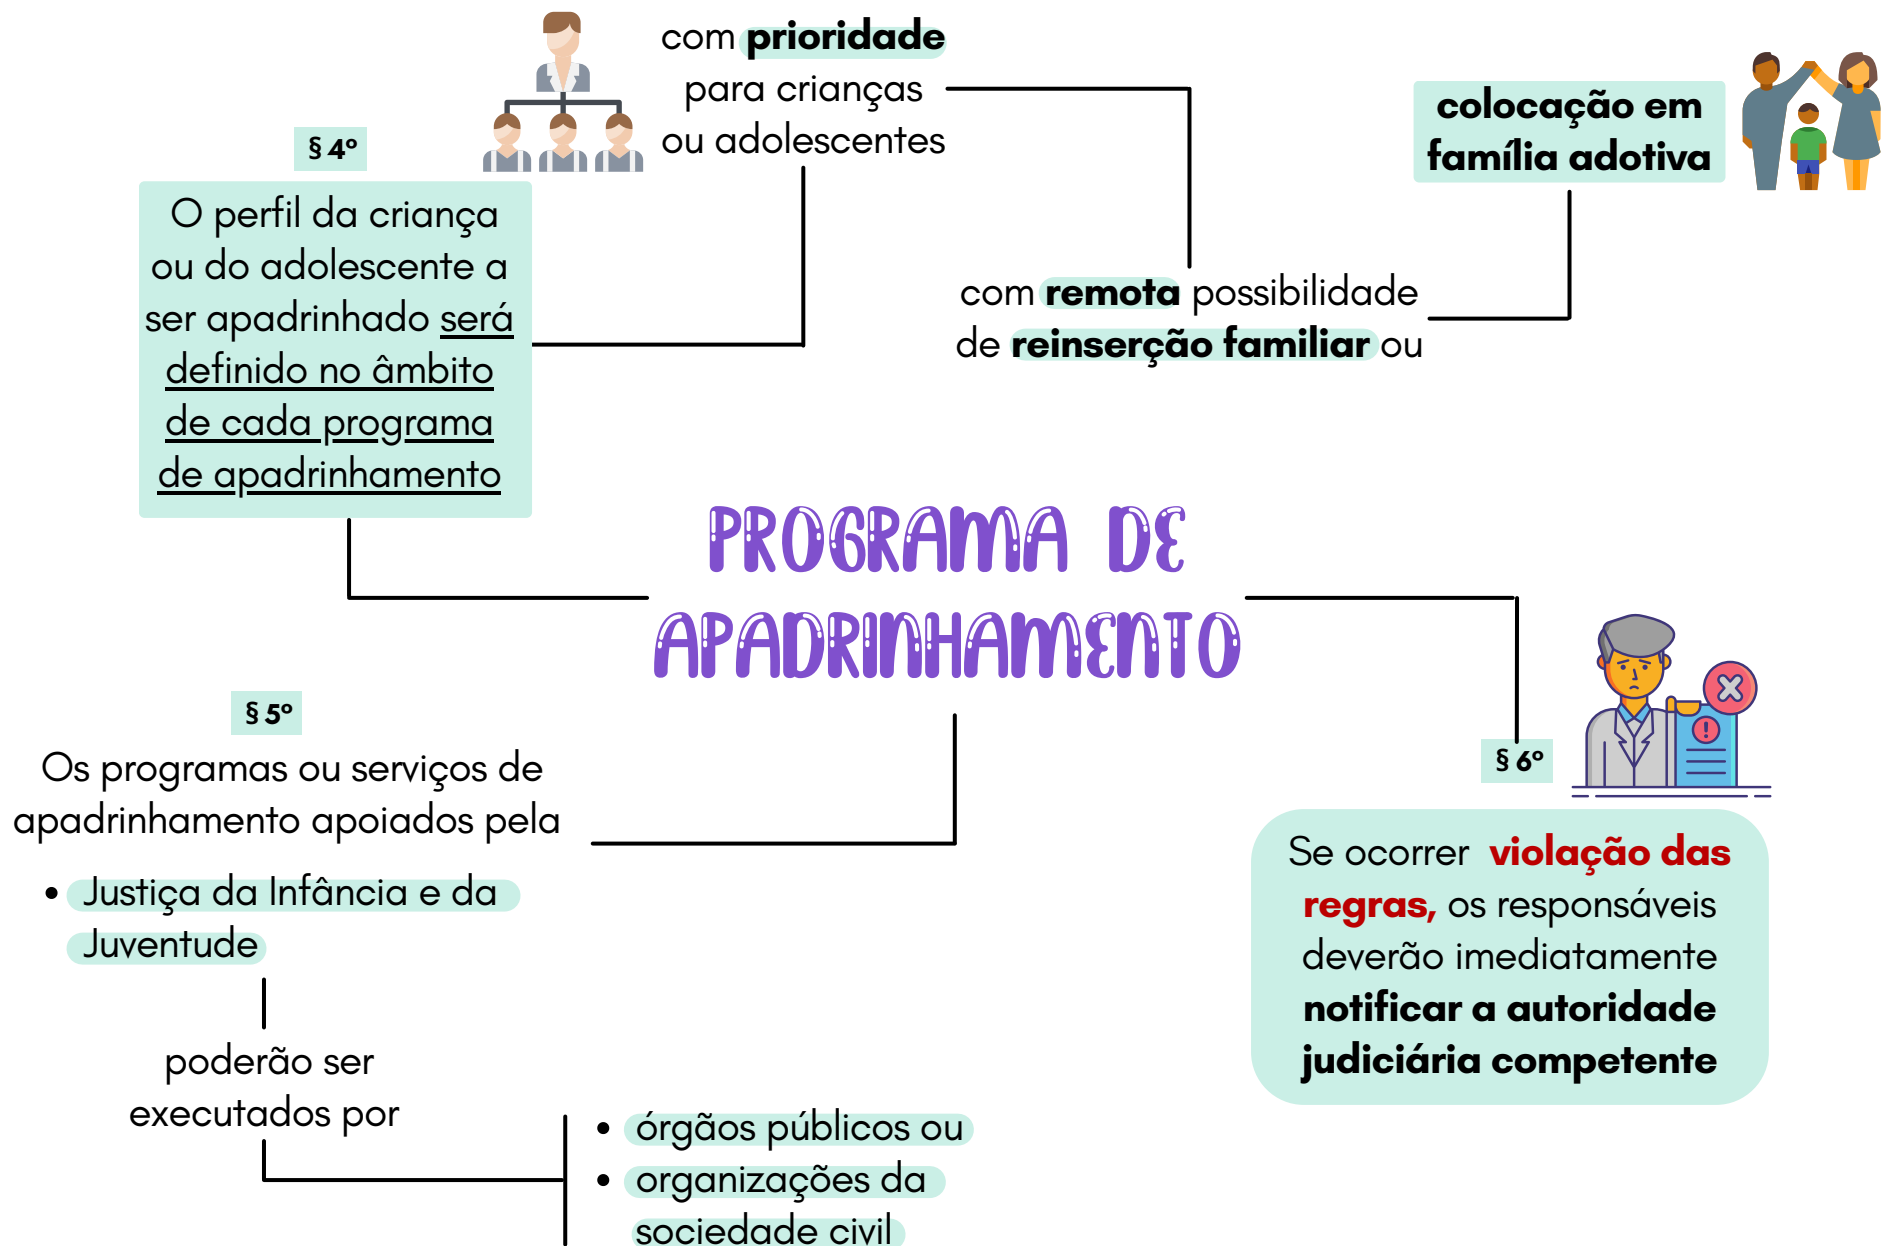 § 4º
O perfil da criança
ou do adolescente a
ser apadrinhado será
definido no âmbito
de cada programa
de apadrinhamento
com prioridade
para crianças
ou adolescentes
com remota possibilidade
de reinserção familiar ou
colocação em
família adotiva
PROGRAMA DE
APADRINHAMENTO
§ 5º
Os programas ou serviços de
apadrinhamento apoiados pela
• Justiça da Infância e da
Juventude
poderão ser
executados por
• órgãos públicos ou
• organizações da
sociedade civil
§ 6º
Se ocorrer violação das
regras, os responsáveis
deverão imediatamente
notificar a autoridade
judiciária competente